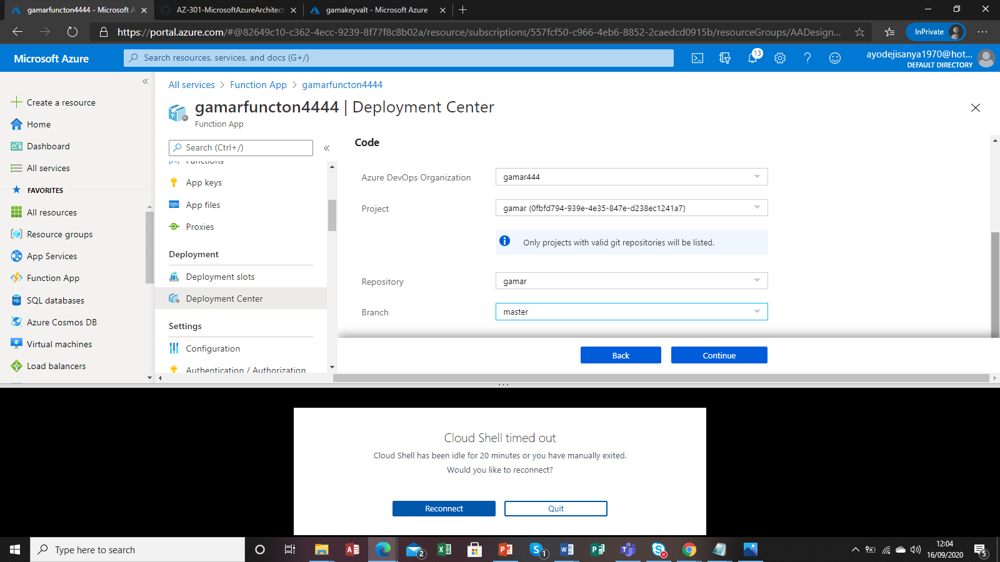 gamarfuncton4444 - Microsoft A
AZ-301-MicrosoftAzureArchitect
gamakeyvalt - Microsoft Azure
https://portal.azure.com/#@82649c10-c362-4ecc-9239-8f77f8c8b02a/resource/subscriptions/557fcf50-c966-4eb6-8852-2caedcd0915b/resourceGroups/AADesign...
InPrivate
Microsoft Azure
Search resources, services, and docs (G+/)
13
ayodejisanya1970@hot...
DEFAULT DIRECTORY
Create a resource
Home
Dashboard
All services
FAVORITES
All resources
Resource groups
App Services
Function App
SQL databases
Azure Cosmos DB
Virtual machines
Load balancers
All services > Function App > gamarfuncton4444
gamarfuncton4444 | Deployment Center
Function App
Search (Ctrl+/)
Functions
App keys
App files
Proxies
Deployment
Deployment slots
Deployment Center
Settings
Configuration
Authentication / Authorization
Code
Azure DevOps Organization
gamar444
Project
gamar (0fbfd794-939e-4e35-847e-d238ec1241a7)
Only projects with valid git repositories will be listed.
Repository
gamar
Branch
master
Back
Continue
Cloud Shell timed out
Cloud Shell has been idle for 20 minutes or you have manually exited.
Would you like to reconnect?
Reconnect
Quit
Type here to search
2
1
12:04
16/09/2020
5